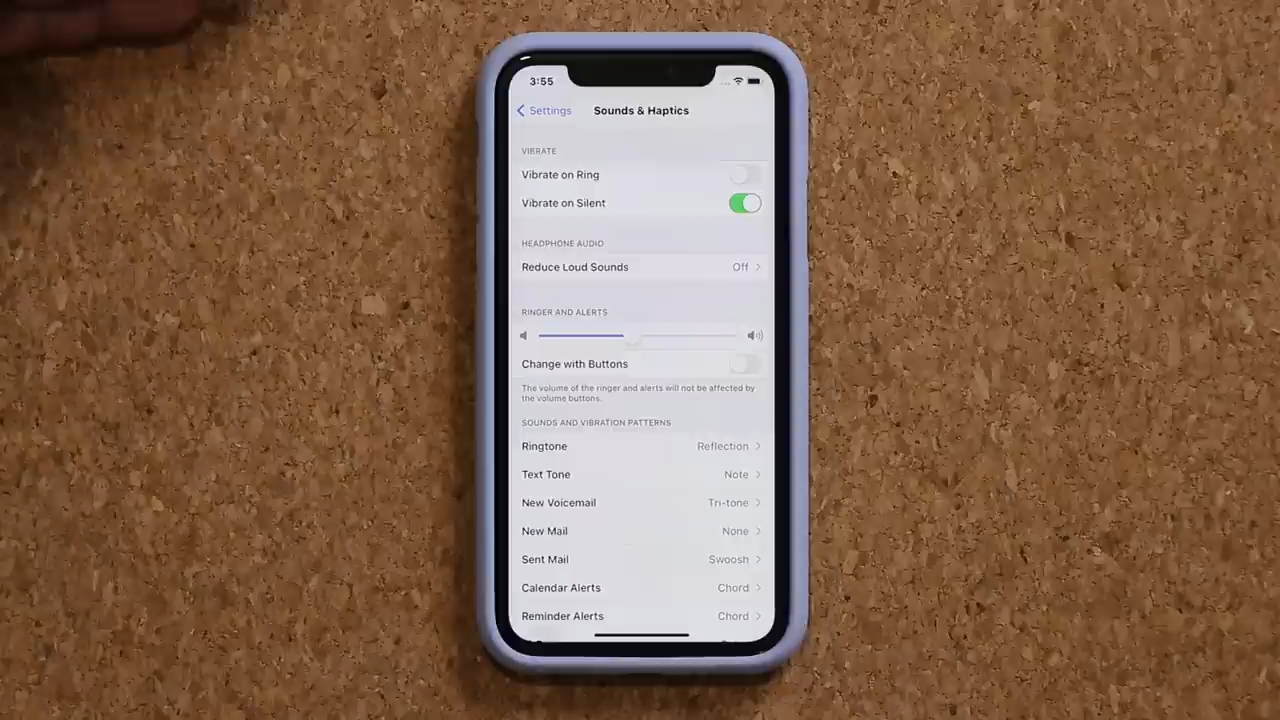 3:55
Settings
Sounds & Haptics
VIBRATE
Vibrate on Ring
Vibrate on Silent
HEADPHONE AUDIO
Reduce Loud Sounds Off
RINGER AND ALERTS
Change with Buttons
The volume of the ringer and alerts will not be affected by
the volume buttons.
SOUNDS AND VIBRATION PATTERNS
Ringtone Reflection
Text Tone Note
New Voicemail Tri-tone
New Mail None
Sent Mail Swoosh
Calendar Alerts Chord
Reminder Alerts Chord